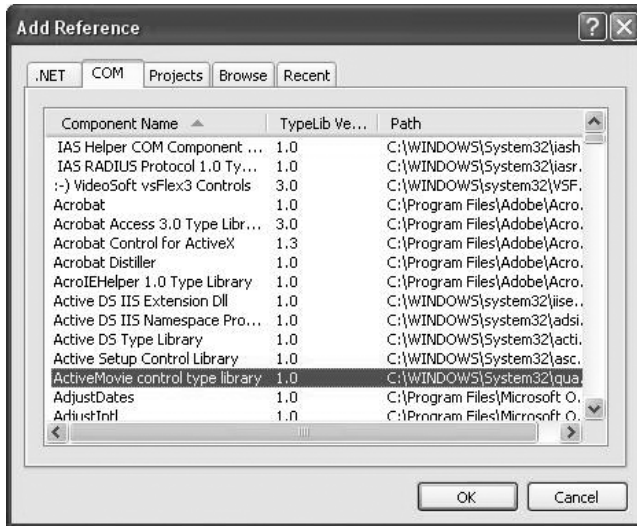 Add Reference
.NET COM Projects Browse Recent
Component Name TypeLib Ve... Path
IAS Helper COM Component ... 1.0 C:\WINDOWS\System32\iash
IAS RADIUS Protocol 1.0 Ty... 1.0 C:\WINDOWS\System32\iasr.
:-) VideoSoft vsFlex3 Controls 3.0 C:\WINDOWS\system32\VSF.
Acrobat 1.0 C:\Program Files\Adobe\Acro.
Acrobat Access 3.0 Type Libr... 3.0 C:\Program Files\Adobe\Acro.
Acrobat Control for ActiveX 1.3 C:\Program Files\Adobe\Acro.
Acrobat Distiller 1.0 C:\Program Files\Adobe\Acro.
AcroIEHelper 1.0 Type Library 1.0 C:\Program Files\Adobe\Acro.
Active DS IIS Extension Dll 1.0 C:\WINDOWS\system32\iise..
Active DS IIS Namespace Pro... 1.0 C:\WINDOWS\system32\adsi.
Active DS Type Library 1.0 C:\WINDOWS\system32\acti.
Active Setup Control Library 1.0 C:\WINDOWS\System32\asc.
ActiveMovie control type library 1.0 C:\WINDOWS\System32\qua.
AdjustDates 1.0 C:\Program Files\Microsoft O.
AdjustIntl 1.0 C:\Program Files\Microsoft O.
OK Cancel